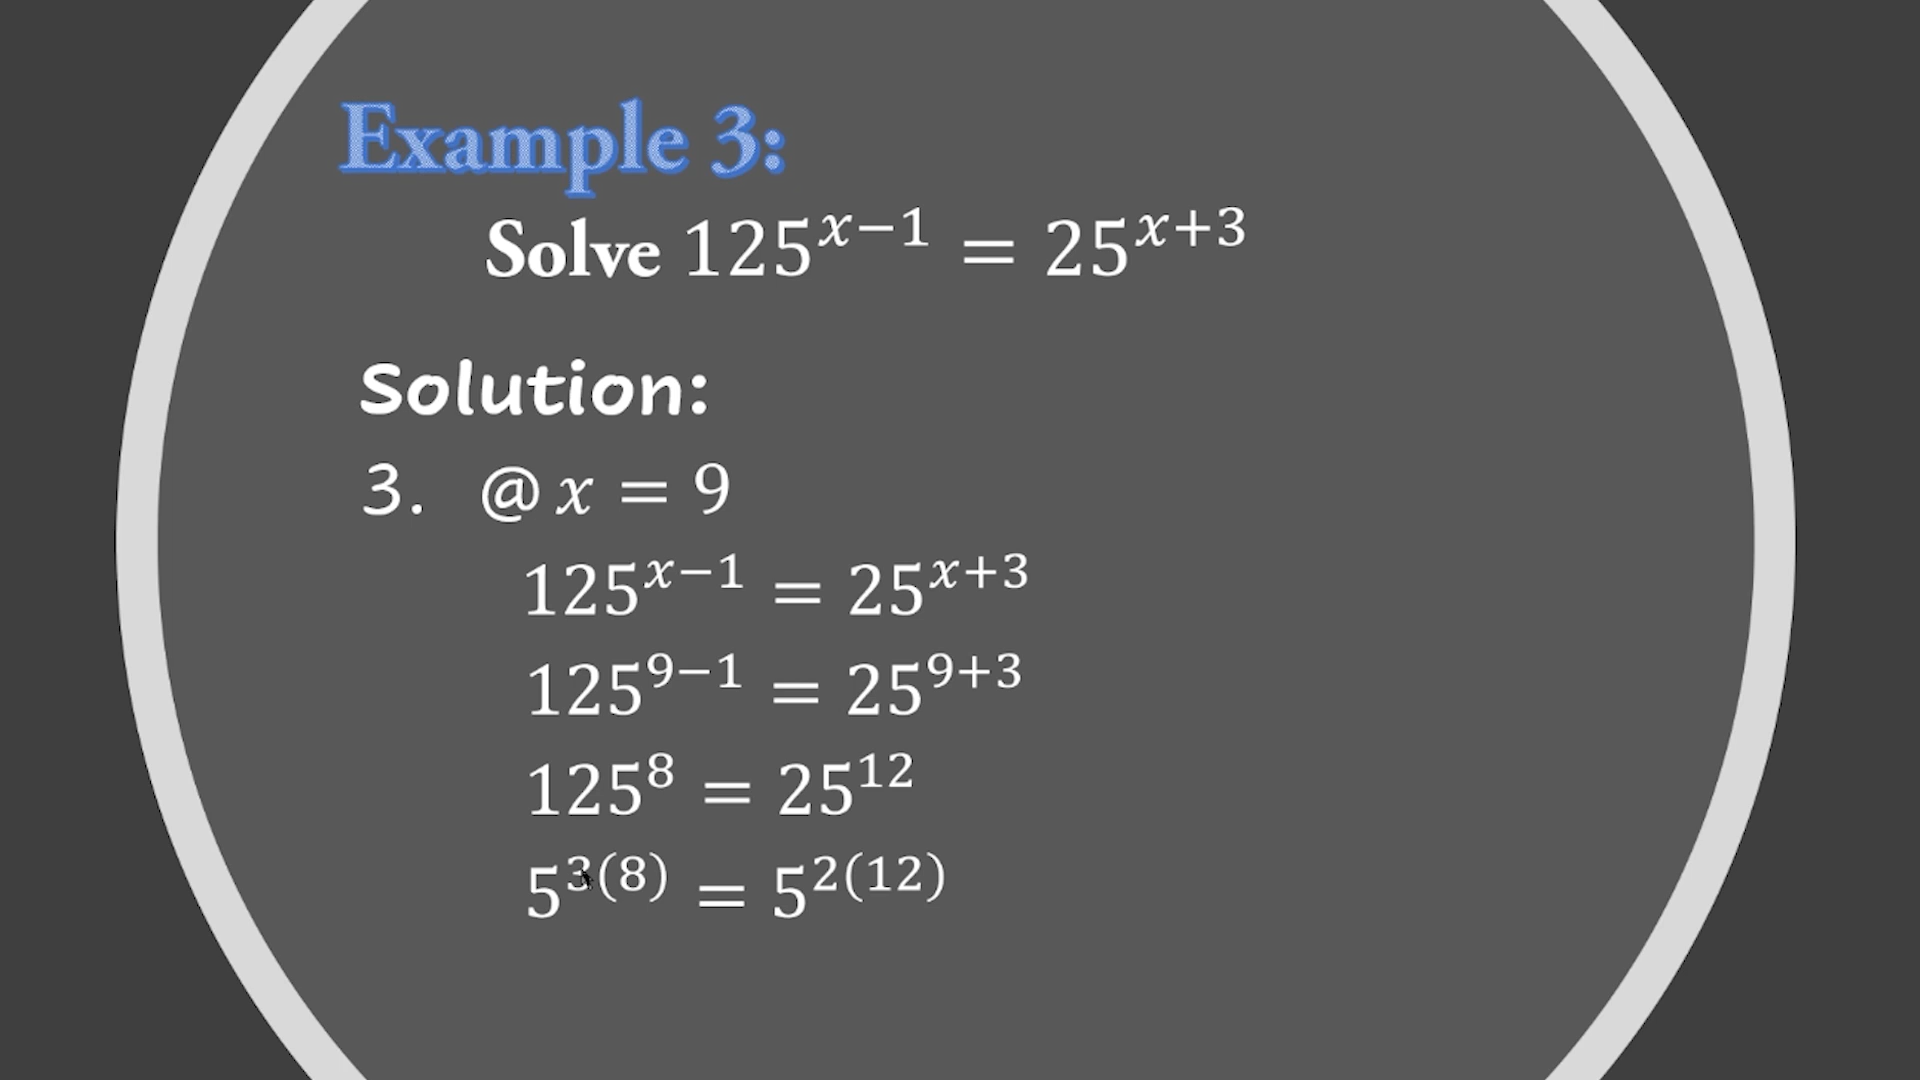 Example 3:
Solve 125^{x−1} = 25^{x+3}
Solution:
3. @ x = 9
125^{x−1} = 25^{x+3}
125^{9−1} = 25^{9+3}
125^{8} = 25^{12}
5^{3(8)} = 5^{2(12)}